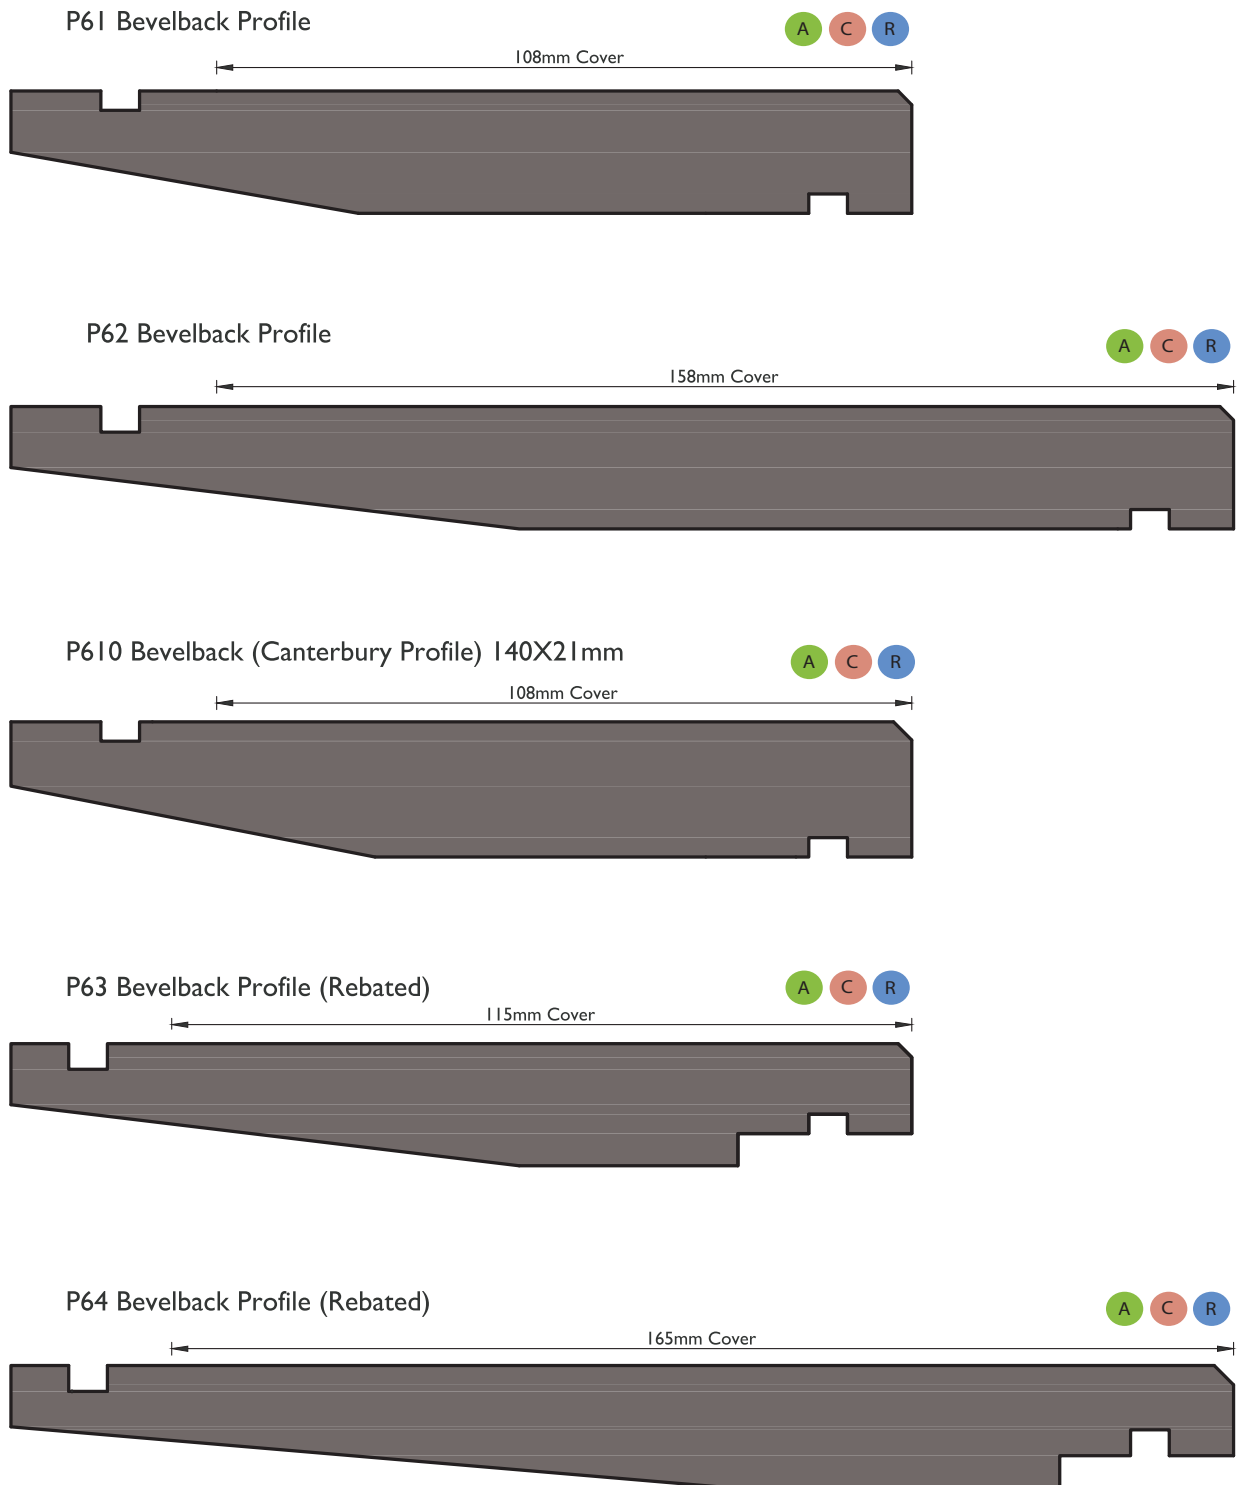 P61 Bevelback Profile
A C R
108mm Cover
P62 Bevelback Profile
A C R
158mm Cover
P610 Bevelback (Canterbury Profile) 140X21mm
A C R
108mm Cover
P63 Bevelback Profile (Rebated)
A C R
115mm Cover
P64 Bevelback Profile (Rebated)
A C R
165mm Cover